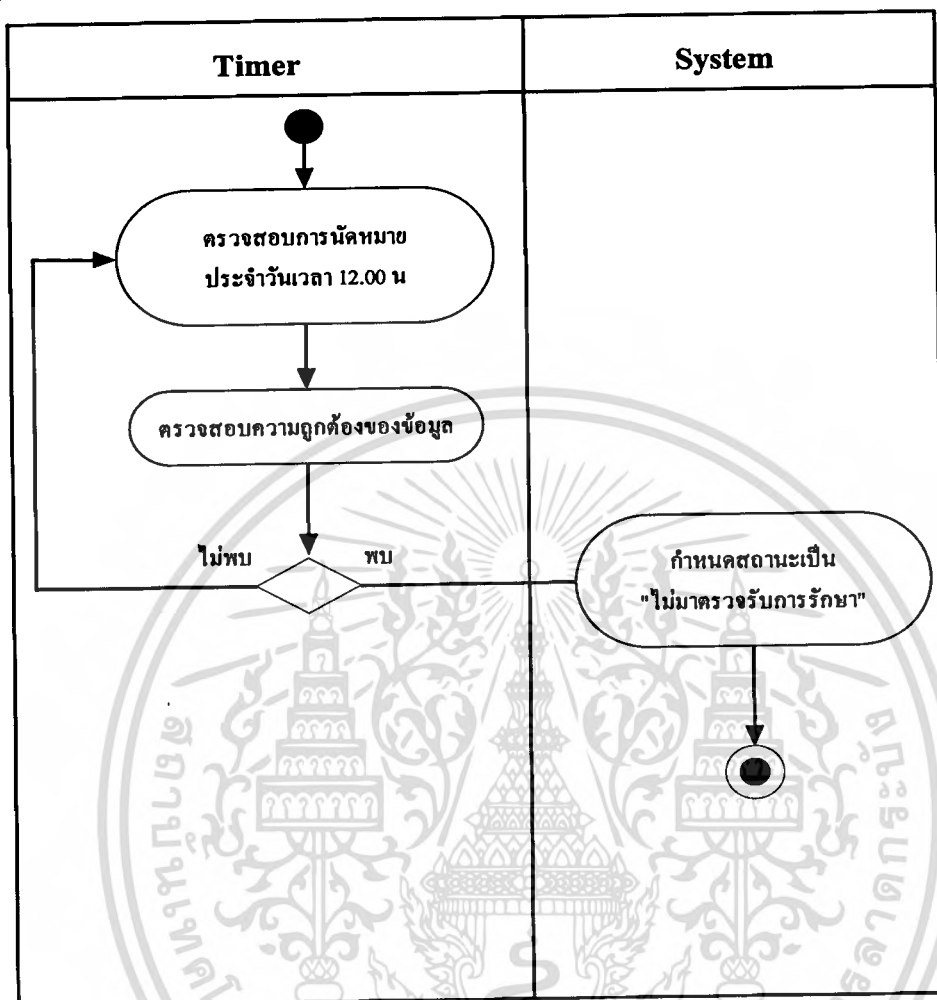 Timer
System
ตรวจสอบการนัดหมาย
ประจำวันเวลา 12.00 น
ตรวจสอบความถูกต้องของข้อมูล
ไม่พบ
พบ
กำหนดสถานะเป็น
"ไม่มาตรวจรับการรักษา"